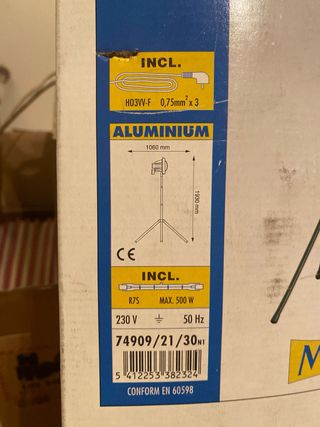 INCL.
H03VV-F 0,75mm² x 3
ALUMINIUM
1060 mm
1930 mm
CE
INCL.
R7S MAX. 500 W
230 V 50 Hz
74909/21/30N1
5 412253 382324
CONFORM EN 60598
M